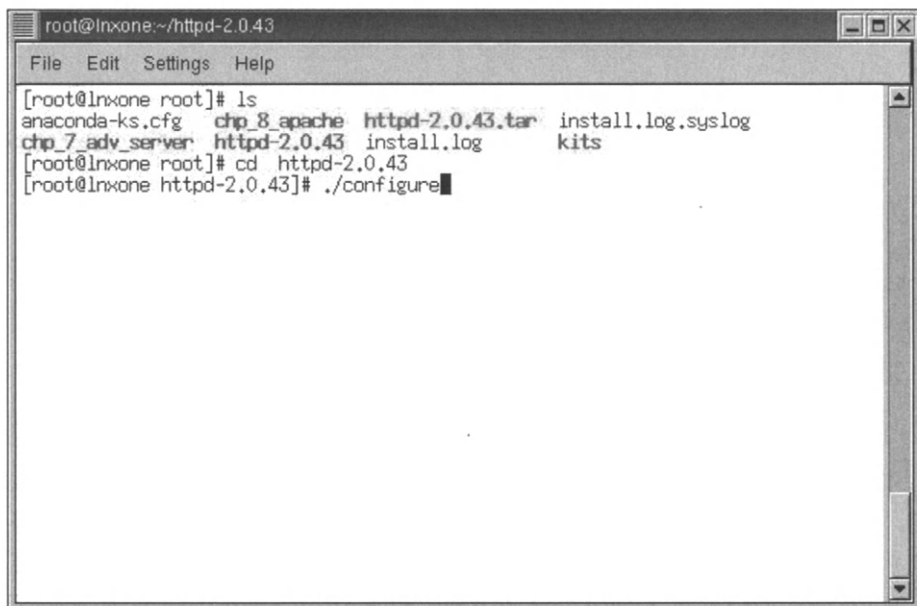 root@lnxone:~/httpd-2.0.43
File Edit Settings Help
[root@lnxone root]# ls
anaconda-ks.cfg chp_8_apache httpd-2.0.43.tar install.log.syslog
chp_7_adv_server httpd-2.0.43 install.log kits
[root@lnxone root]# cd httpd-2.0.43
[root@lnxone httpd-2.0.43]# ./configure